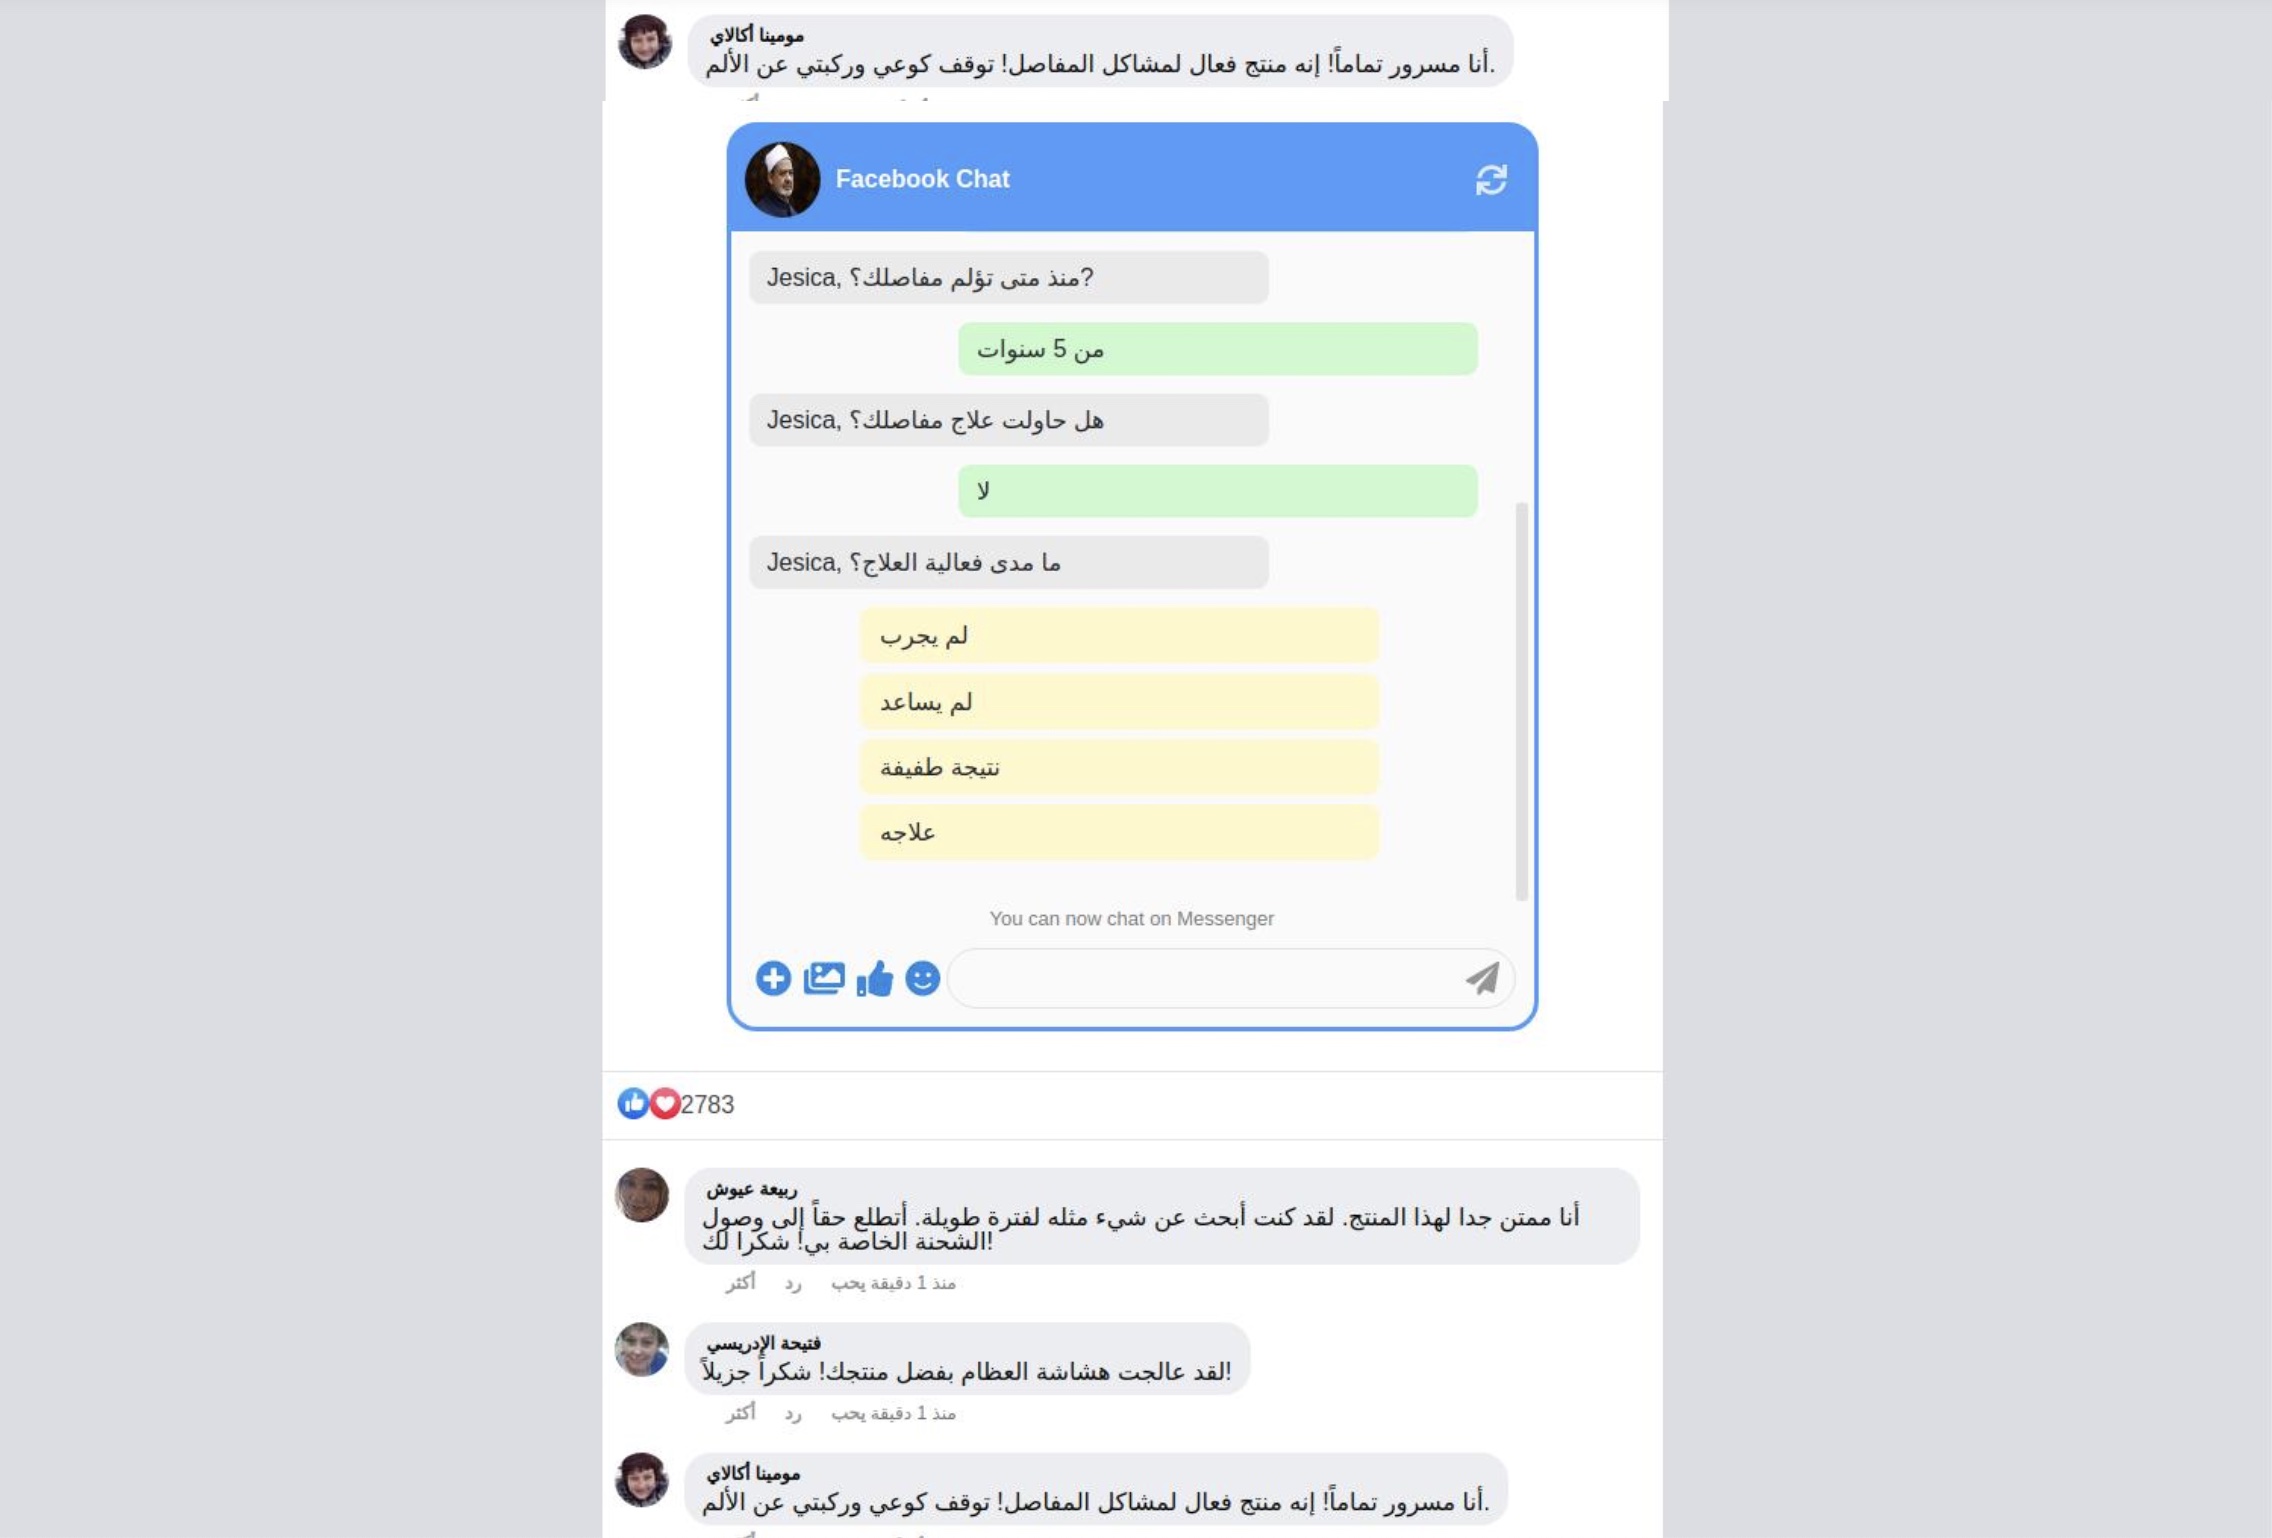 مومينا أكالاي
أنا مسرور تماماً! إنه منتج فعال لمشاكل المفاصل! توقف كوعي وركبتي عن الألم.
Facebook Chat
Jesica, منذ متى تؤلم مفاصلك؟?
من 5 سنوات
Jesica, هل حاولت علاج مفاصلك؟
لا
Jesica, ما مدى فعالية العلاج؟
لم يجرب
لم يساعد
نتيجة طفيفة
علاجه
You can now chat on Messenger
2783
ربيعة عيوش
أنا ممتن جدا لهذا المنتج. لقد كنت أبحث عن شيء مثله لفترة طويلة. أتطلع حقاً إلى وصول
الشحنة الخاصة بي! شكرا لك!
أكثر رد يحب منذ 1 دقيقة
فتيحة الإدريسي
لقد عالجت هشاشة العظام بفضل منتجك! شكراً جزيلاً!
أكثر رد يحب منذ 1 دقيقة
مومينا أكالاي
أنا مسرور تماماً! إنه منتج فعال لمشاكل المفاصل! توقف كوعي وركبتي عن الألم.